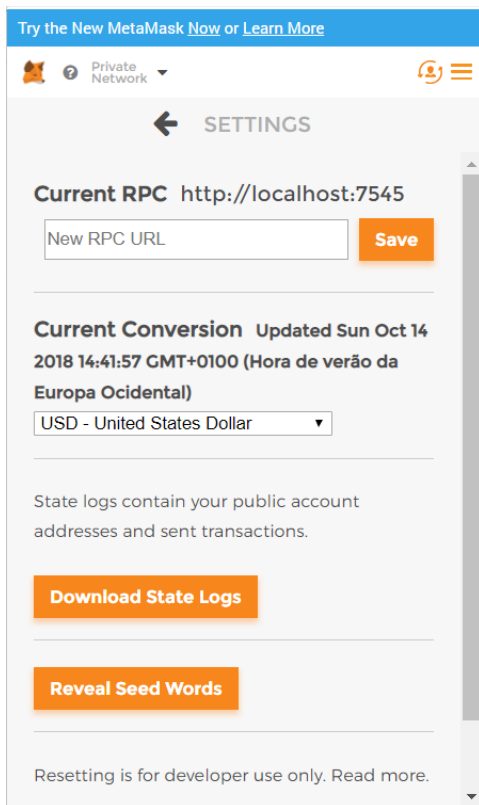 Try the New MetaMask Now or Learn More
? Private
Network
SETTINGS
Current RPC http://localhost:7545
New RPC URL
Save
Current Conversion Updated Sun Oct 14
2018 14:41:57 GMT+0100 (Hora de verão da
Europa Ocidental)
USD - United States Dollar
State logs contain your public account
addresses and sent transactions.
Download State Logs
Reveal Seed Words
Resetting is for developer use only. Read more.